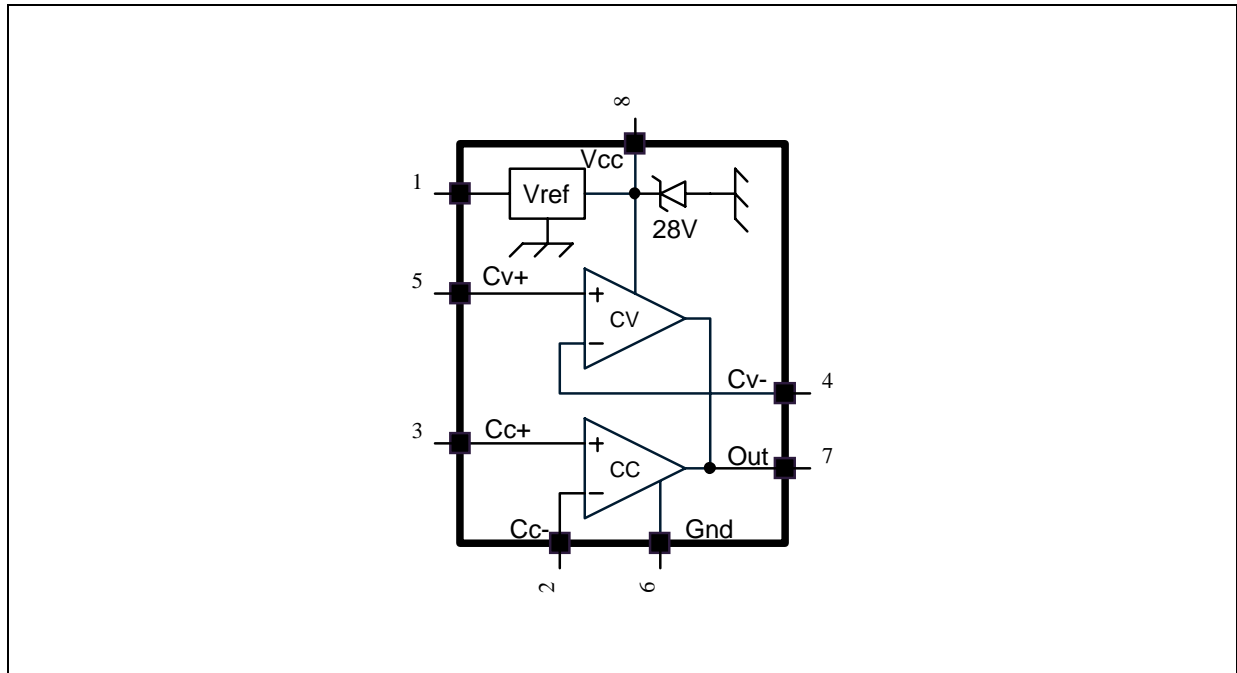 8
Vcc
1
Vref
28V
5
Cv+
+
CV
−
Cv-
4
3
Cc+
+
CC
−
Out
7
Cc-
Gnd
2
6